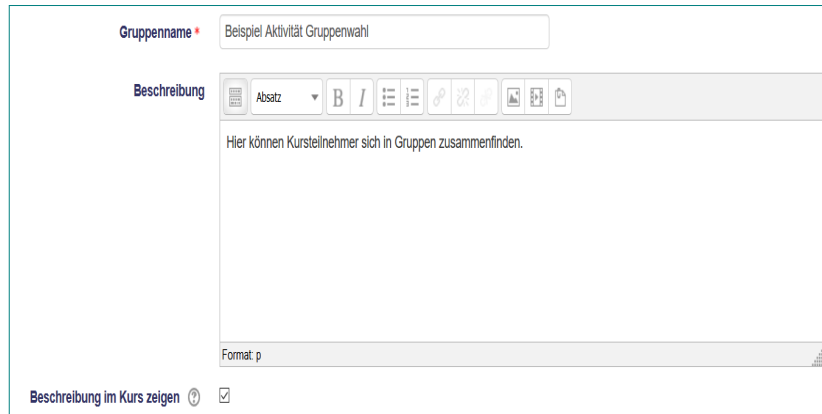 Gruppenname *
Beispiel Aktivität Gruppenwahl
Beschreibung
Absatz
B I
Hier können Kursteilnehmer sich in Gruppen zusammenfinden.
Format: p
Beschreibung im Kurs zeigen ?